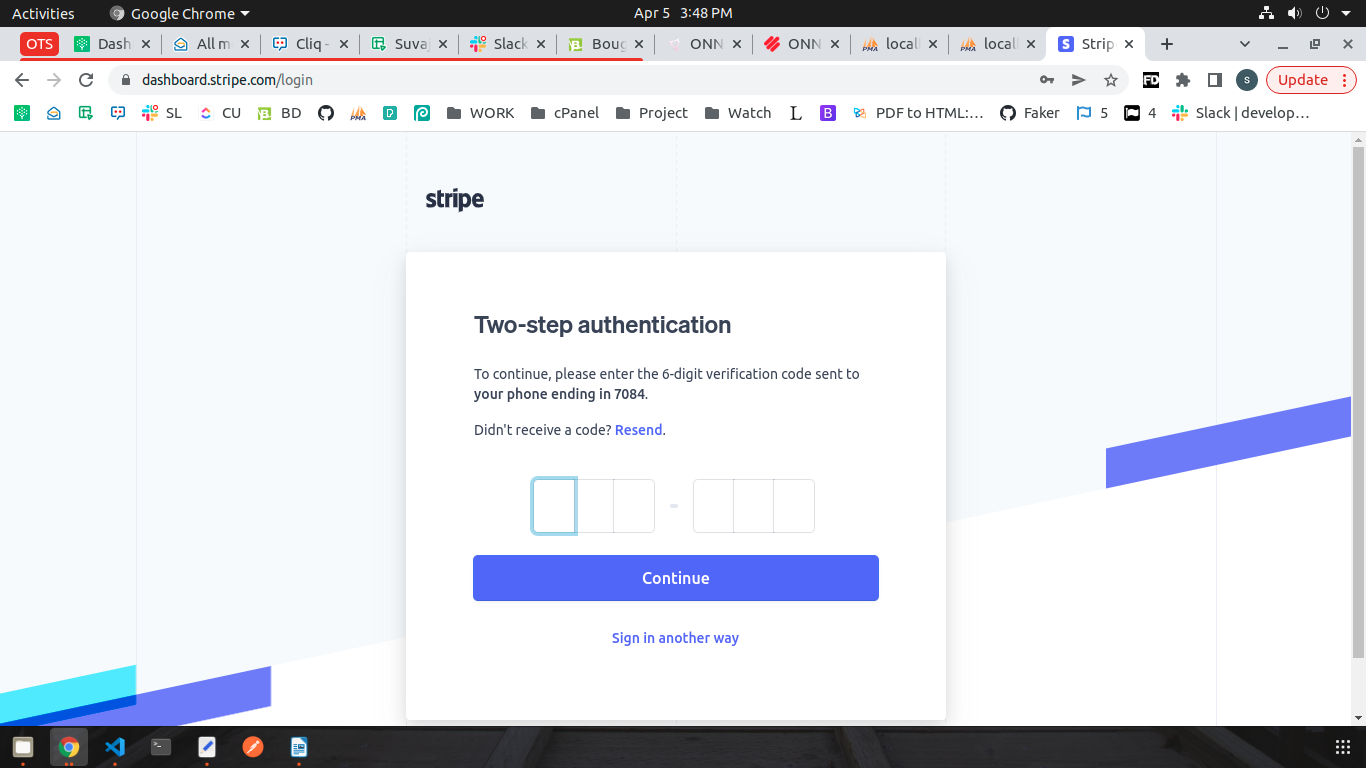 Activities
Google Chrome
Apr 5 3:48 PM
OTS
Dash
All m
Cliq -
Suva
Slack
Boug
ONN
ONN
local
local
Strip
dashboard.stripe.com/login
S
Update
SL
CU
BD
WORK
cPanel
Project
Watch
L
B
PDF to HTML:...
Faker
5
4
Slack | develop...
stripe
Two-step authentication
To continue, please enter the 6-digit verification code sent to
your phone ending in 7084.
Didn't receive a code? Resend.
-
Continue
Sign in another way